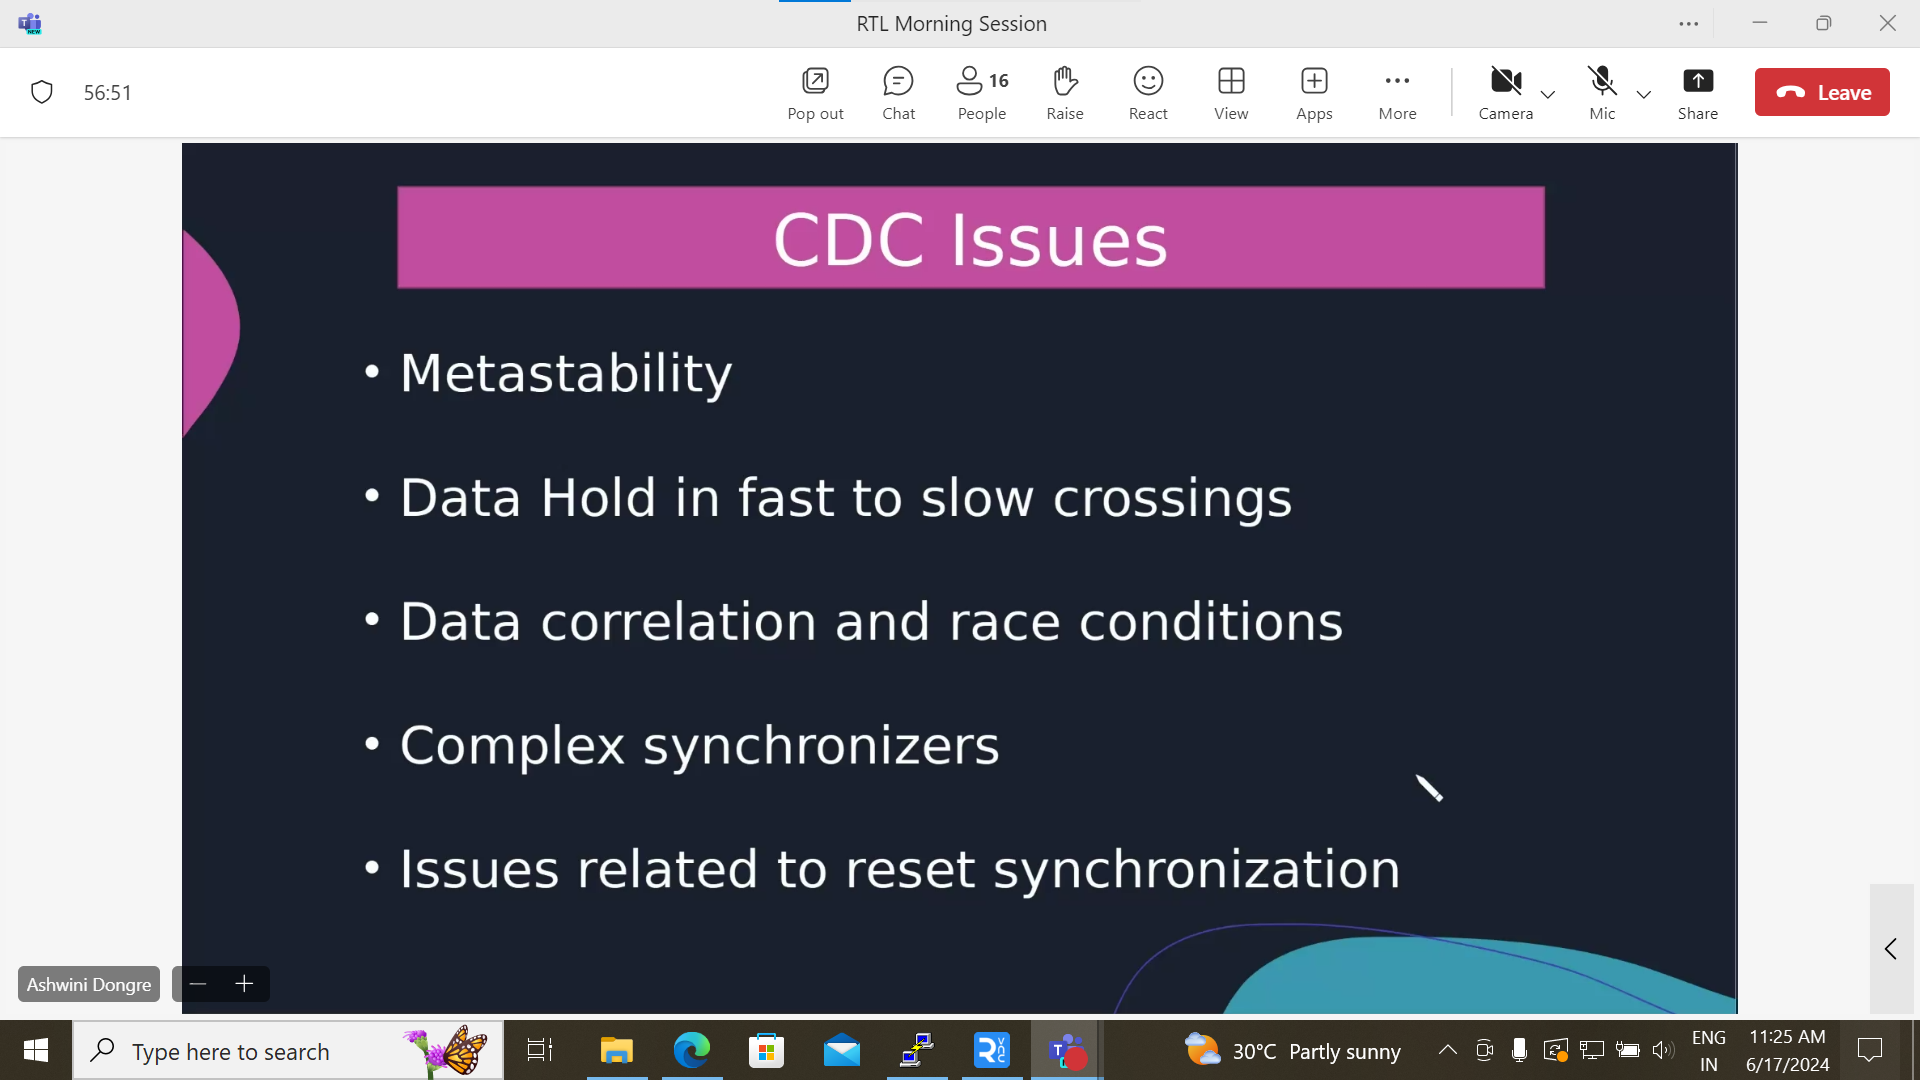 RTL Morning Session
56:51
Pop out
Chat
16
People
Raise
React
View
Apps
More
Camera
Mic
Share
Leave
CDC Issues
• Metastability
• Data Hold in fast to slow crossings
• Data correlation and race conditions
• Complex synchronizers
• Issues related to reset synchronization
Ashwini Dongre
Type here to search
30°C Partly sunny
ENG
IN
11:25 AM
6/17/2024